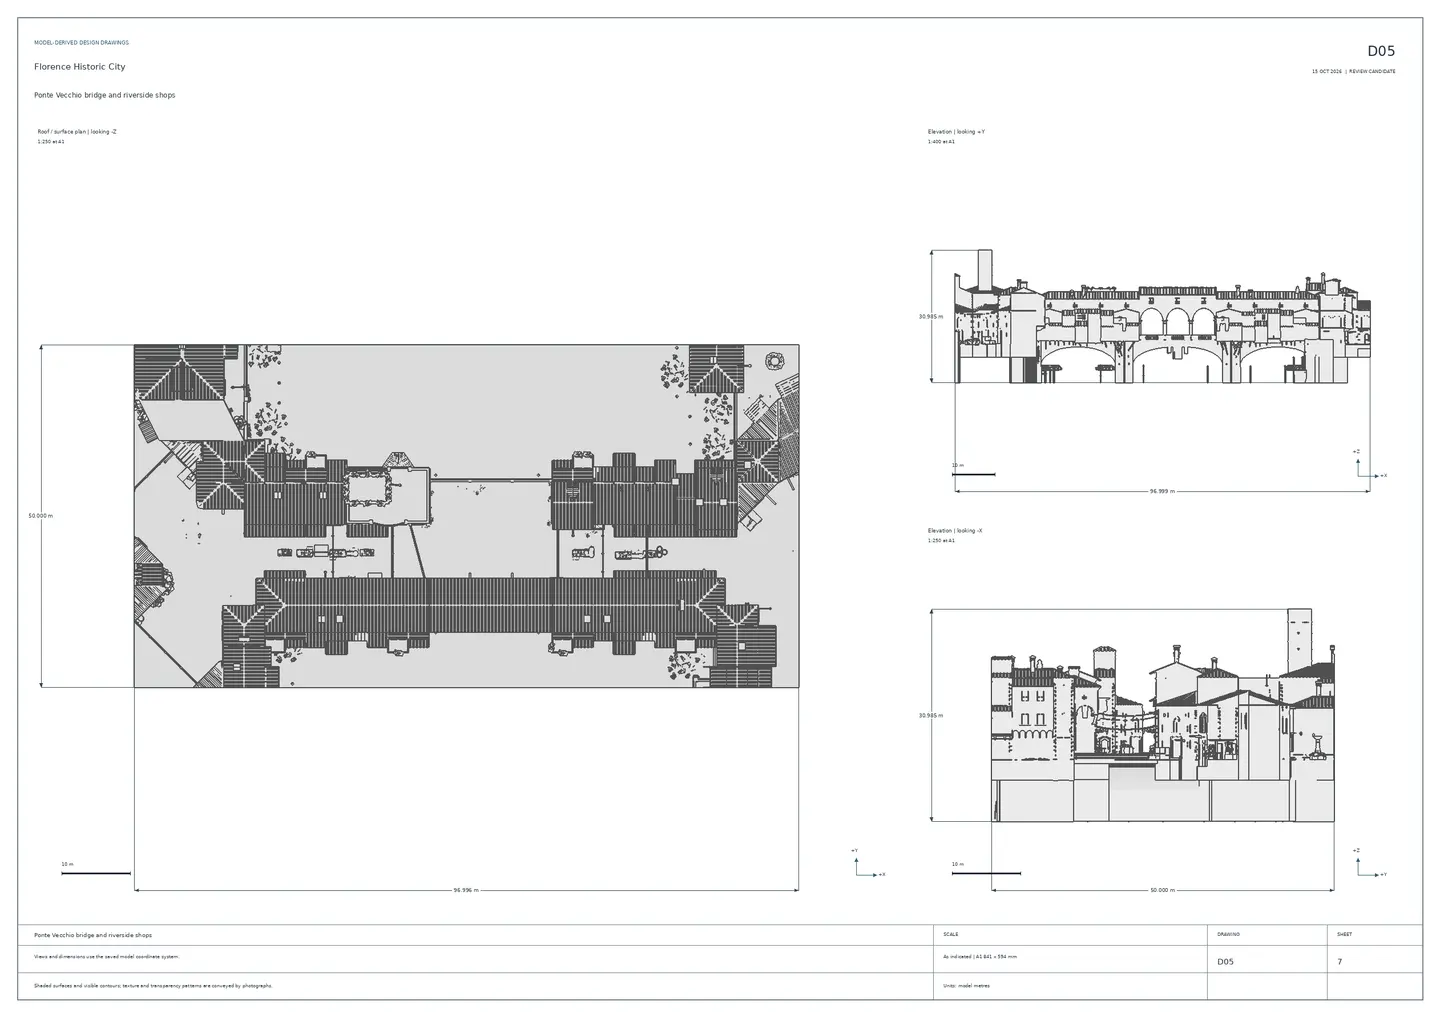 MODEL-DERIVED DESIGN DRAWINGS
D05
Florence Historic City
15 OCT 2026 | REVIEW CANDIDATE
Ponte Vecchio bridge and riverside shops
Roof / surface plan | looking -Z
1:250 at A1
Elevation | looking +Y
1:400 at A1
30.985 m
10 m
+Z
+X
96.999 m
50.000 m
Elevation | looking -X
1:250 at A1
30.985 m
10 m
+Y
+X
96.996 m
10 m
+Z
+Y
50.000 m
Ponte Vecchio bridge and riverside shops
SCALE
DRAWING
SHEET
Views and dimensions use the saved model coordinate system.
As indicated | A1 841 × 594 mm
D05
7
Shaded surfaces and visible contours; texture and transparency patterns are conveyed by photographs.
Units: model metres